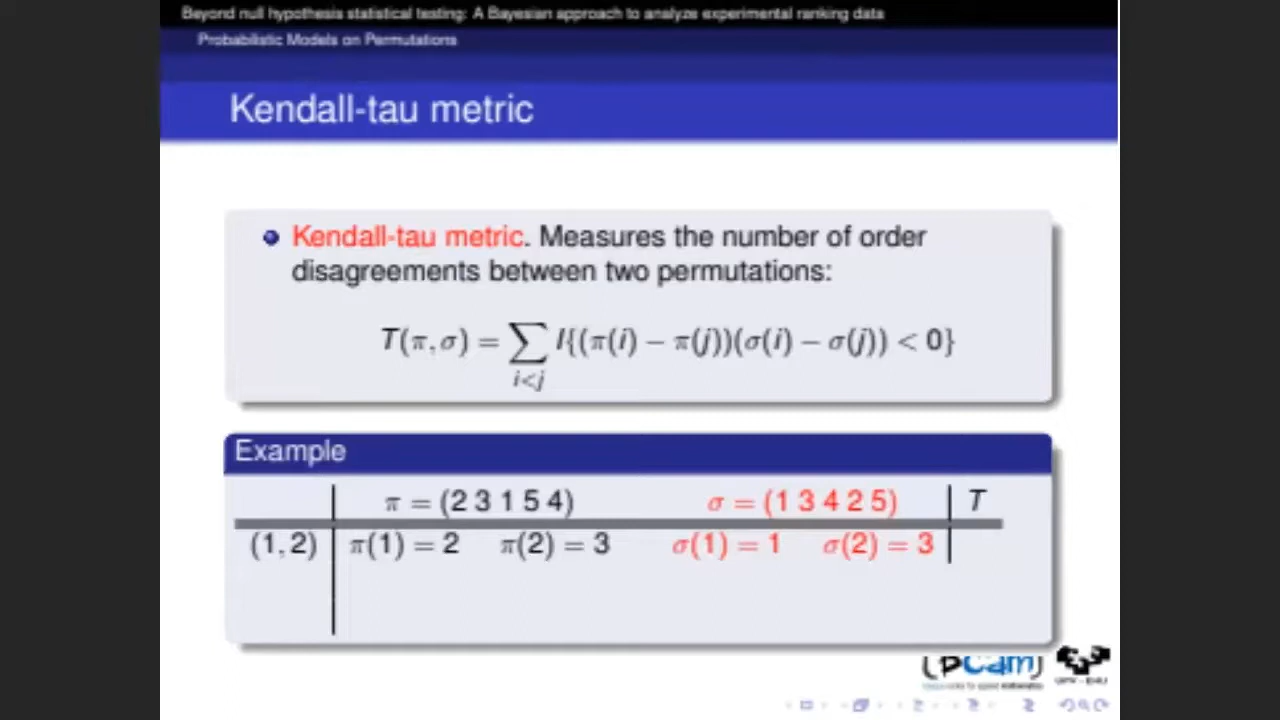 Beyond null hypothesis statistical testing: A Bayesian approach to analyze experimental ranking data
Probabilistic Models on Permutations
Kendall-tau metric
Kendall-tau metric. Measures the number of order
disagreements between two permutations:
T(π, σ) = ∑ I{(π(i) − π(j))(σ(i) − σ(j)) < 0}
i<j
Example
π = (2 3 1 5 4) σ = (1 3 4 2 5) T
(1, 2) π(1) = 2 π(2) = 3 σ(1) = 1 σ(2) = 3